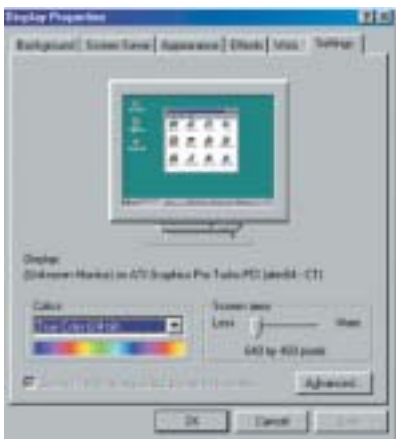 Display Properties
Background Screen Saver Appearance Effects Web Settings
Display:
(Unknown Monitor) on ATI Graphics Pro Turbo PCI (atim64 - CT)
Colors
Screen area
True Color (24 bit)
Less More
640 by 480 pixels
Advanced...
OK Cancel